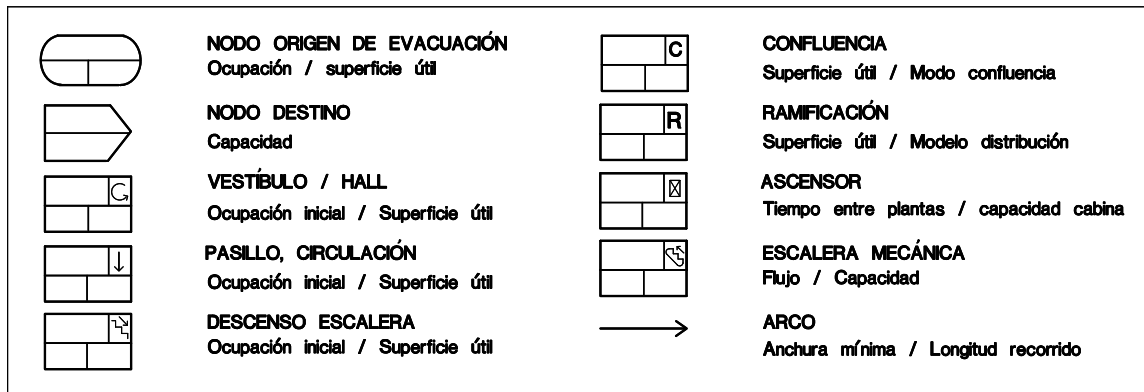 NODO ORIGEN DE EVACUACIÓN
Ocupación / superficie útil
NODO DESTINO
Capacidad
VESTÍBULO / HALL
Ocupación inicial / Superficie útil
PASILLO, CIRCULACIÓN
Ocupación inicial / Superficie útil
DESCENSO ESCALERA
Ocupación inicial / Superficie útil
C
CONFLUENCIA
Superficie útil / Modo confluencia
R
RAMIFICACIÓN
Superficie útil / Modelo distribución
ASCENSOR
Tiempo entre plantas / capacidad cabina
ESCALERA MECÁNICA
Flujo / Capacidad
ARCO
Anchura mínima / Longitud recorrido